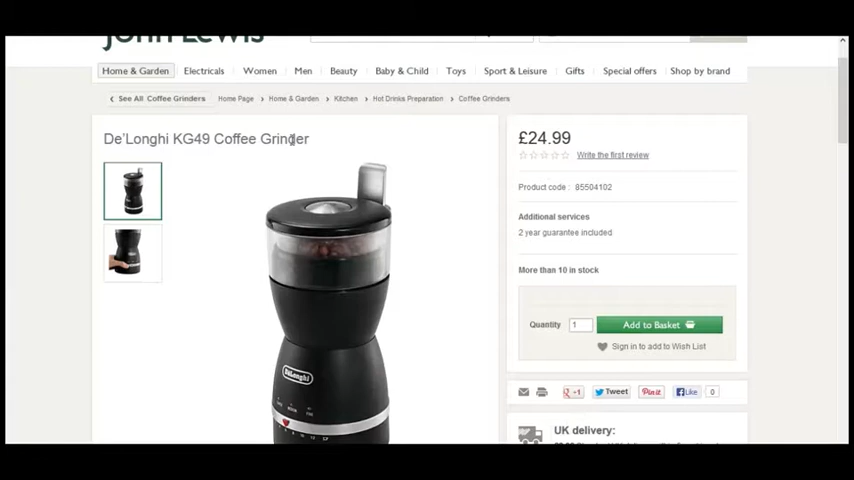 John Lewis
Home & Garden Electricals Women Men Beauty Baby & Child Toys Sport & Leisure Gifts Special offers Shop by brand
See All Coffee Grinders Home Page Home & Garden Kitchen Hot Drinks Preparation Coffee Grinders
De'Longhi KG49 Coffee Grinder
£24.99
Write the first review
Product code : 85504102
Additional services
2 year guarantee included
More than 10 in stock
Quantity 1 Add to Basket
Sign in to add to Wish List
DeLonghi
+1 Tweet Pin it Like 0
UK delivery: